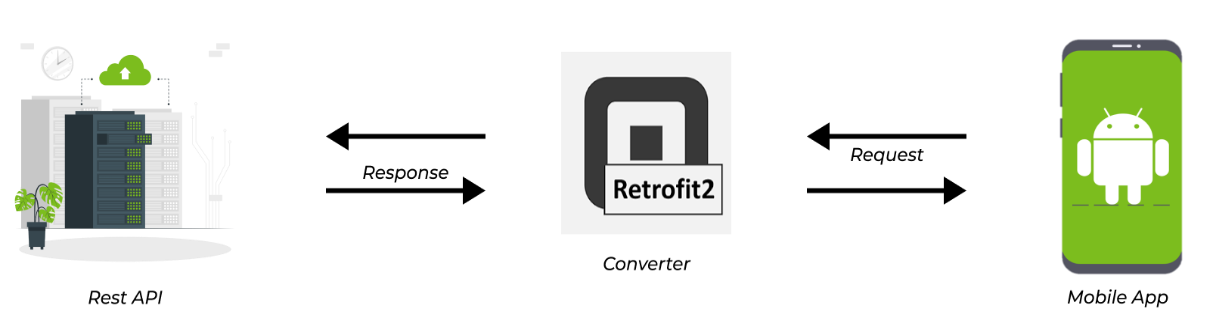 Response
Request
Retrofit2
Converter
Rest API
Mobile App